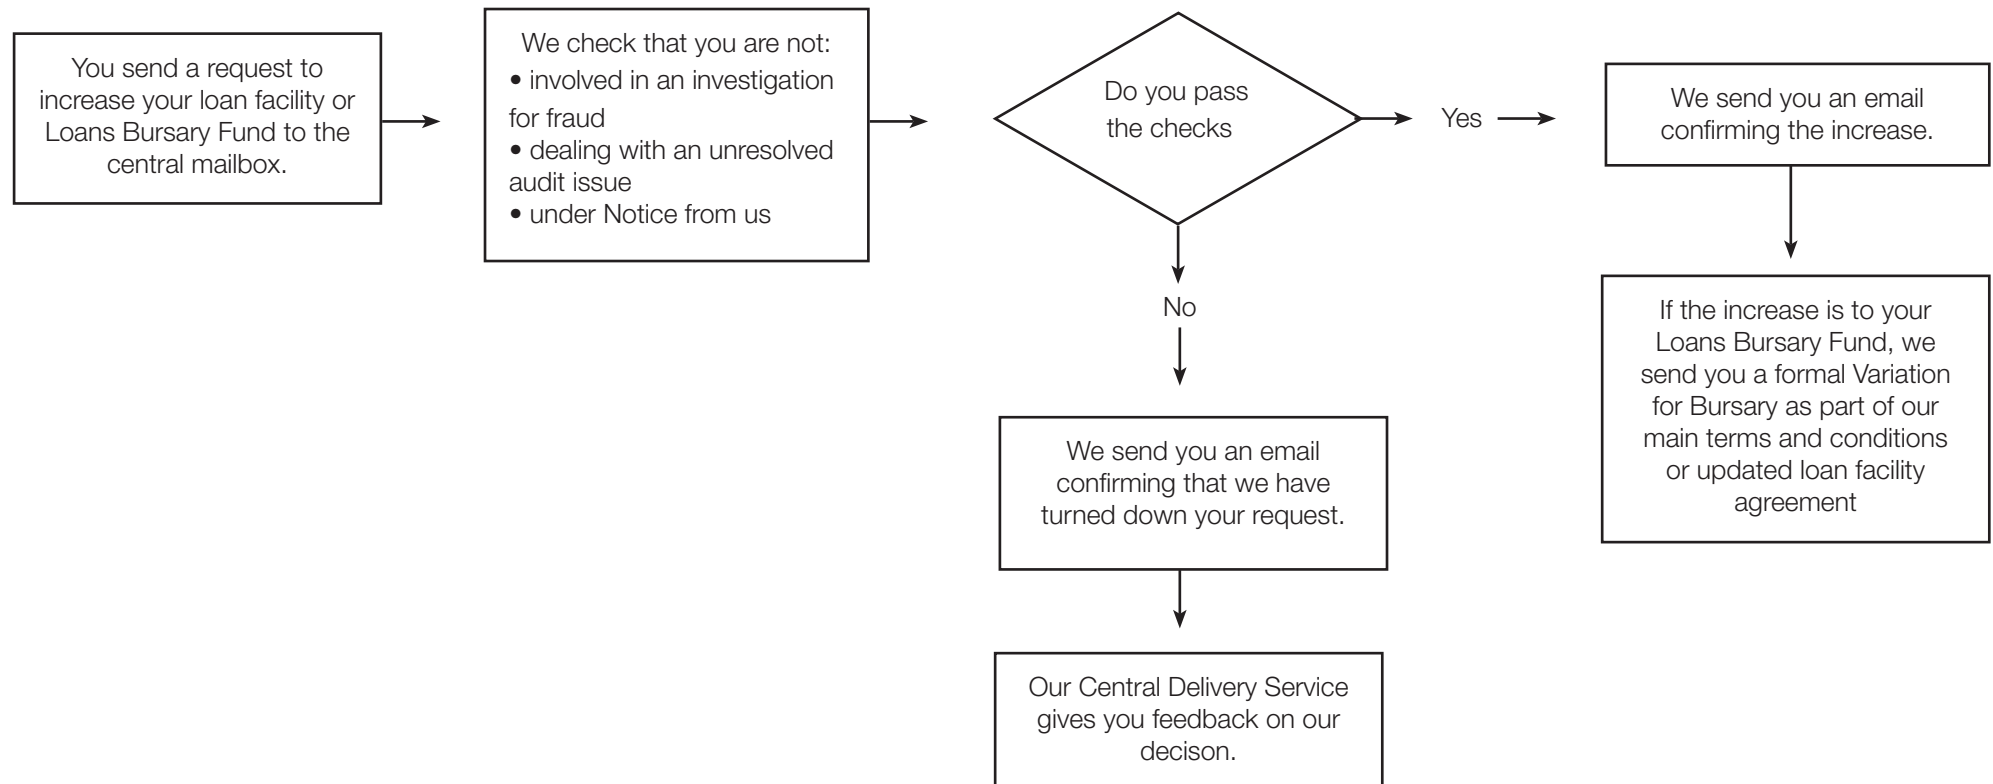 You send a request to
increase your loan facility or
Loans Bursary Fund to the
central mailbox.
We check that you are not:
• involved in an investigation
for fraud
• dealing with an unresolved
audit issue
• under Notice from us
Do you pass
the checks
Yes
We send you an email
confirming the increase.
If the increase is to your
Loans Bursary Fund, we
send you a formal Variation
for Bursary as part of our
main terms and conditions
or updated loan facility
agreement
No
We send you an email
confirming that we have
turned down your request.
Our Central Delivery Service
gives you feedback on our
decison.